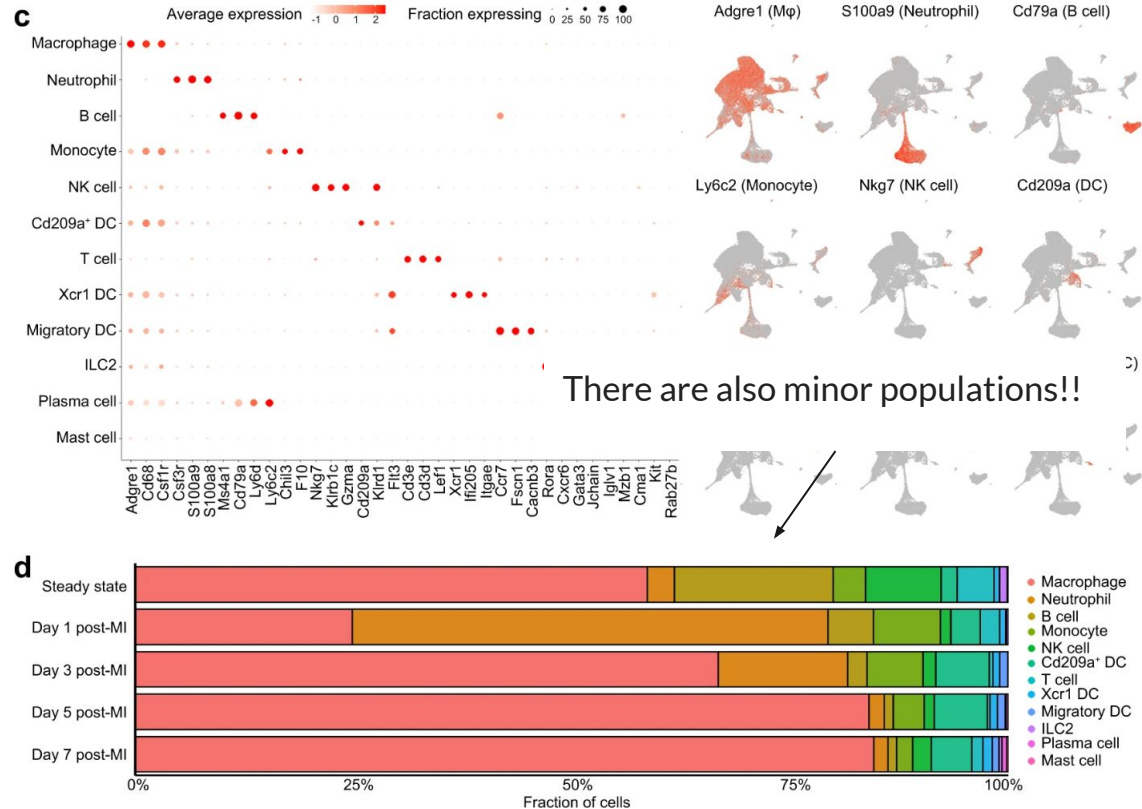 c
Average expression
-1 0 1 2
Fraction expressing
0 25 50 75 100
Macrophage
Neutrophil
B cell
Monocyte
NK cell
Cd209a⁺ DC
T cell
Xcr1 DC
Migratory DC
ILC2
Plasma cell
Mast cell
Adgre1
Cd68
Csf1r
Csf3r
S100a9
S100a8
Ms4a1
Cd79a
Ly6d
Ly6c2
Chil3
F10
Nkg7
Klrb1c
Gzma
Cd209a
Klrd1
Flt3
Cd3e
Cd3d
Lef1
Xcr1
Ifi205
Itgae
Ccr7
Fscn1
Cacnb3
Rora
Cxcr6
Gata3
Jchain
Iglv1
Mzb1
Cma1
Kit
Rab27b
Adgre1 (Mφ)
S100a9 (Neutrophil)
Cd79a (B cell)
Ly6c2 (Monocyte)
Nkg7 (NK cell)
Cd209a (DC)
C)
There are also minor populations!!
d
Steady state
Day 1 post-MI
Day 3 post-MI
Day 5 post-MI
Day 7 post-MI
0% 25% 50% 75% 100%
Fraction of cells
Macrophage
Neutrophil
B cell
Monocyte
NK cell
Cd209a⁺ DC
T cell
Xcr1 DC
Migratory DC
ILC2
Plasma cell
Mast cell